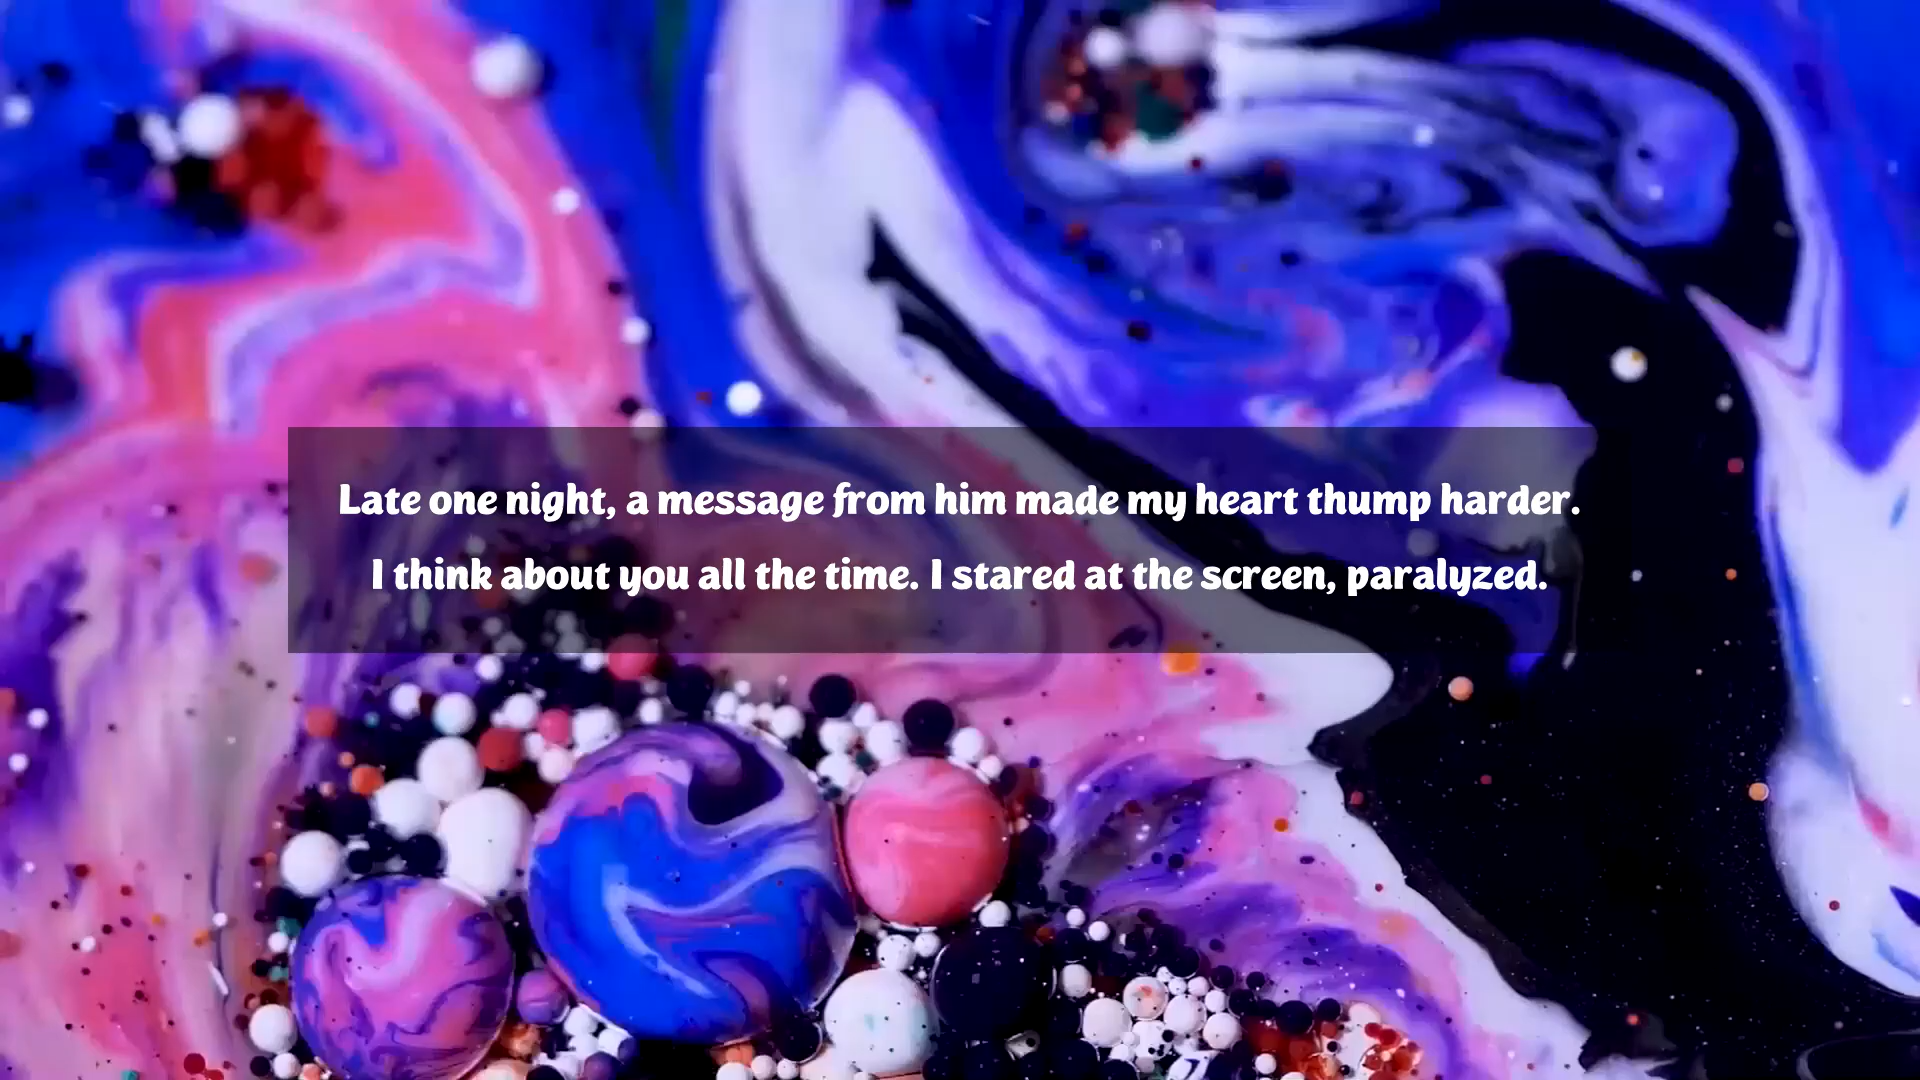 Late one night, a message from him made my heart thump harder.
I think about you all the time. I stared at the screen, paralyzed.